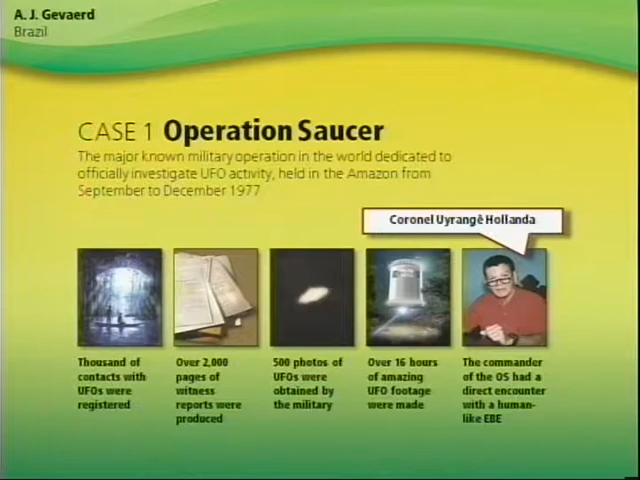 A. J. Gevaerd
Brazil
CASE 1 Operation Saucer
The major known military operation in the world dedicated to
officially investigate UFO activity, held in the Amazon from
September to December 1977
Coronel Uyrangê Hollanda
Thousand of
contacts with
UFOs were
registered
Over 2,000
pages of
witness
reports were
produced
500 photos of
UFOs were
obtained by
the military
Over 16 hours
of amazing
UFO footage
were made
The commander
of the OS had a
direct encounter
with a human-
like EBE